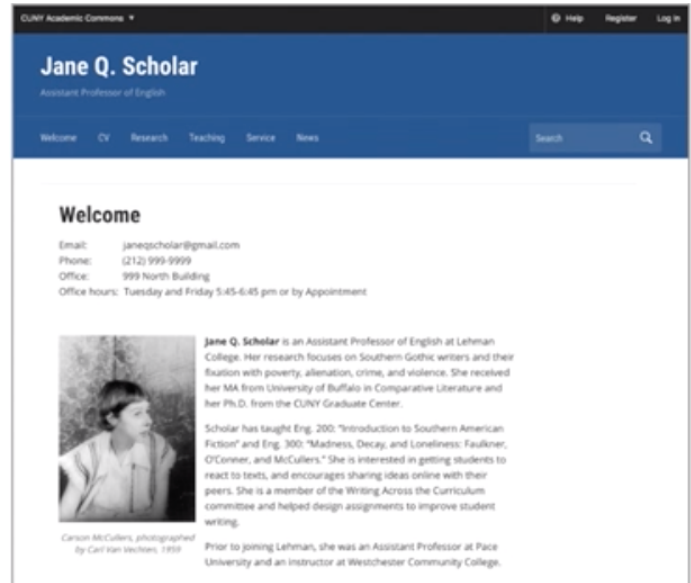 CUNY Academic Commons ▼ Help Register Log In
Jane Q. Scholar
Assistant Professor of English
Welcome CV Research Teaching Service News Search
Welcome
Email: janeqscholar@gmail.com
Phone: (212) 999-9999
Office: 999 North Building
Office hours: Tuesday and Friday 5:45-6:45 pm or by Appointment
Jane Q. Scholar is an Assistant Professor of English at Lehman
College. Her research focuses on Southern Gothic writers and their
fixation with poverty, alienation, crime, and violence. She received
her MA from University of Buffalo in Comparative Literature and
her Ph.D. from the CUNY Graduate Center.
Scholar has taught Eng. 200: "Introduction to Southern American
Fiction" and Eng. 300: "Madness, Decay, and Loneliness: Faulkner,
O'Conner, and McCullers." She is interested in getting students to
react to texts, and encourages sharing ideas online with their
peers. She is a member of the Writing Across the Curriculum
committee and helped design assignments to improve student
writing.
Prior to joining Lehman, she was an Assistant Professor at Pace
University and an instructor at Westchester Community College.
Carson McCullers, photographed
by Carl Van Vechten, 1959